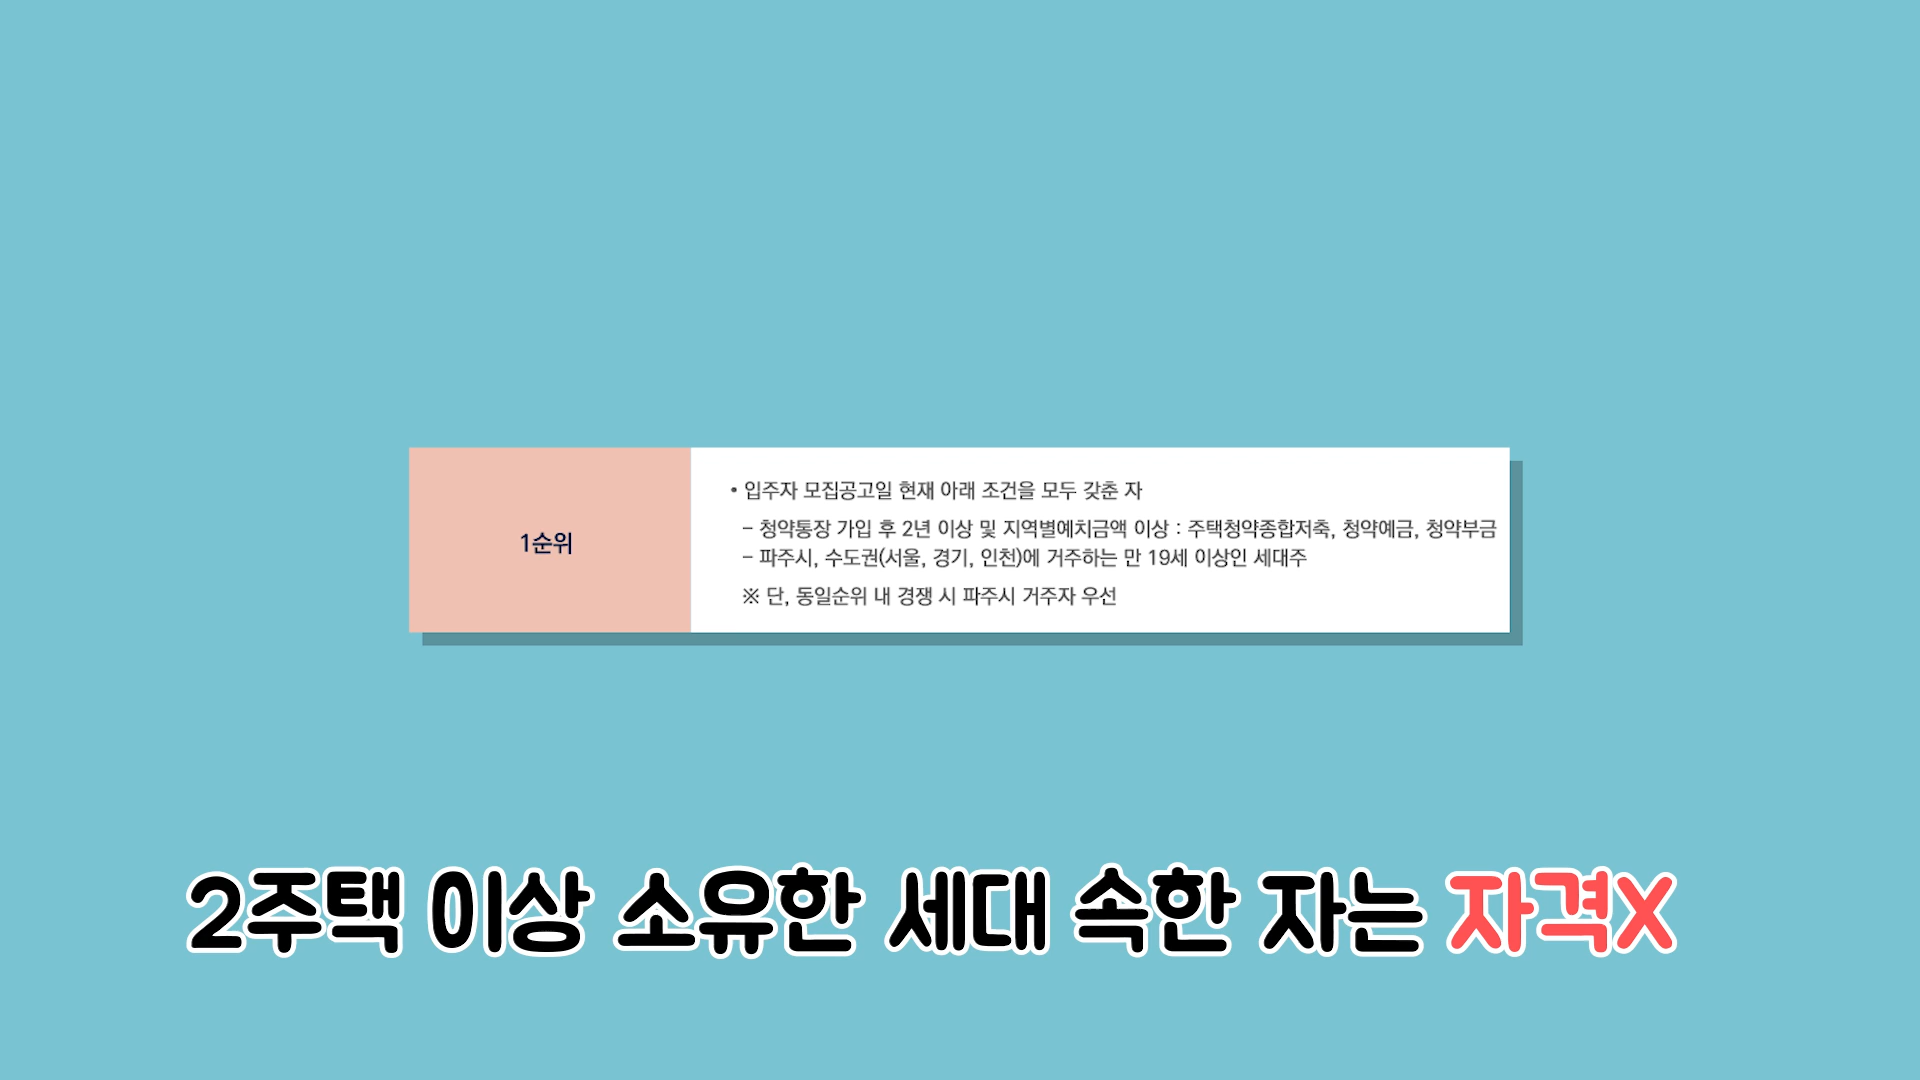 1순위
• 입주자 모집공고일 현재 아래 조건을 모두 갖춘 자
– 청약통장 가입 후 2년 이상 및 지역별예치금액 이상 : 주택청약종합저축, 청약예금, 청약부금
– 파주시, 수도권(서울, 경기, 인천)에 거주하는 만 19세 이상인 세대주
※ 단, 동일순위 내 경쟁 시 파주시 거주자 우선
2주택 이상 소유한 세대 속한 자는 자격X